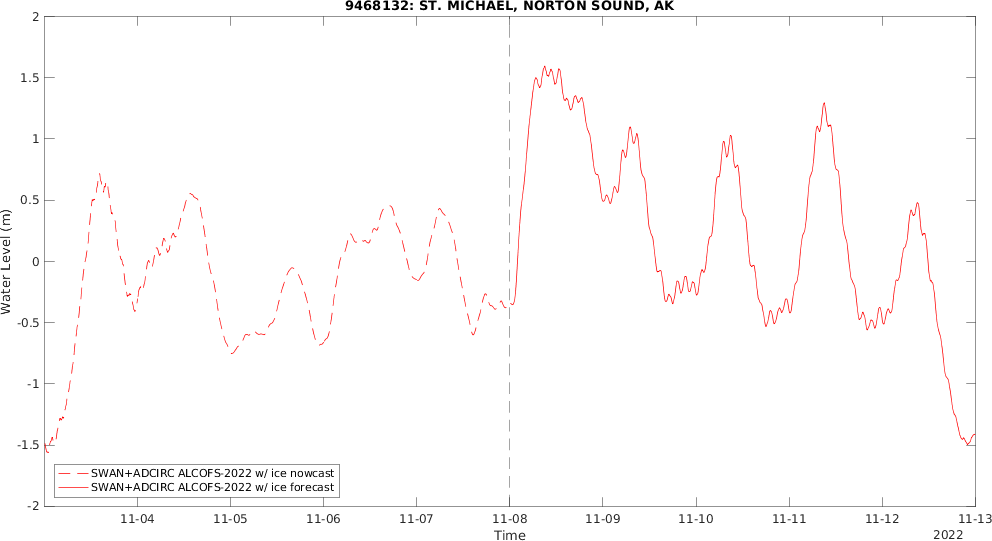 9468132: ST. MICHAEL, NORTON SOUND, AK
2
1.5
1
0.5
0
-0.5
-1
-1.5
-2
Water Level (m)
SWAN+ADCIRC ALCOFS-2022 w/ ice nowcast
SWAN+ADCIRC ALCOFS-2022 w/ ice forecast
11-04 11-05 11-06 11-07 11-08 11-09 11-10 11-11 11-12 11-13
Time
2022